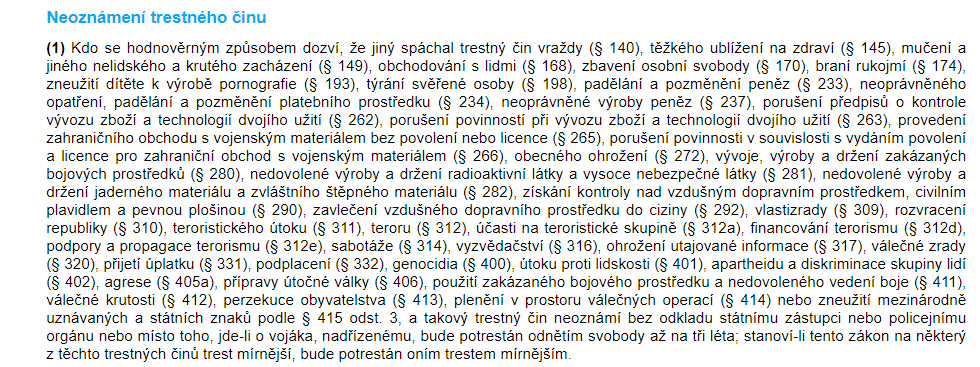 Neoznámení trestného činu
(1) Kdo se hodnověrným způsobem dozví, že jiný spáchal trestný čin vraždy (§ 140), těžkého ublížení na zdraví (§ 145), mučení a
jiného nelidského a krutého zacházení (§ 149), obchodování s lidmi (§ 168), zbavení osobní svobody (§ 170), braní rukojmí (§ 174),
zneužití dítěte k výrobě pornografie (§ 193), týrání svěřené osoby (§ 198), padělání a pozměnění peněz (§ 233), neoprávněného
opatření, padělání a pozměnění platebního prostředku (§ 234), neoprávněné výroby peněz (§ 237), porušení předpisů o kontrole
vývozu zboží a technologií dvojího užití (§ 262), porušení povinností při vývozu zboží a technologií dvojího užití (§ 263), provedení
zahraničního obchodu s vojenským materiálem bez povolení nebo licence (§ 265), porušení povinnosti v souvislosti s vydáním povolení
a licence pro zahraniční obchod s vojenským materiálem (§ 266), obecného ohrožení (§ 272), vývoje, výroby a držení zakázaných
bojových prostředků (§ 280), nedovolené výroby a držení radioaktivní látky a vysoce nebezpečné látky (§ 281), nedovolené výroby a
držení jaderného materiálu a zvláštního štěpného materiálu (§ 282), získání kontroly nad vzdušným dopravním prostředkem, civilním
plavidlem a pevnou plošinou (§ 290), zavlečení vzdušného dopravního prostředku do ciziny (§ 292), vlastizrady (§ 309), rozvracení
republiky (§ 310), teroristického útoku (§ 311), teroru (§ 312), účasti na teroristické skupině (§ 312a), financování terorismu (§ 312d),
podpory a propagace terorismu (§ 312e), sabotáže (§ 314), vyzvědačství (§ 316), ohrožení utajované informace (§ 317), válečné zrady
(§ 320), přijetí úplatku (§ 331), podplacení (§ 332), genocidia (§ 400), útoku proti lidskosti (§ 401), apartheidu a diskriminace skupiny lidí
(§ 402), agrese (§ 405a), přípravy útočné války (§ 406), použití zakázaného bojového prostředku a nedovoleného vedení boje (§ 411),
válečné krutosti (§ 412), perzekuce obyvatelstva (§ 413), plenění v prostoru válečných operací (§ 414) nebo zneužití mezinárodně
uznávaných a státních znaků podle § 415 odst. 3, a takový trestný čin neoznámí bez odkladu státnímu zástupci nebo policejnímu
orgánu nebo místo toho, jde-li o vojáka, nadřízenému, bude potrestán odnětím svobody až na tři léta; stanoví-li tento zákon na některý
z těchto trestných činů trest mírnější, bude potrestán oním trestem mírnějším.